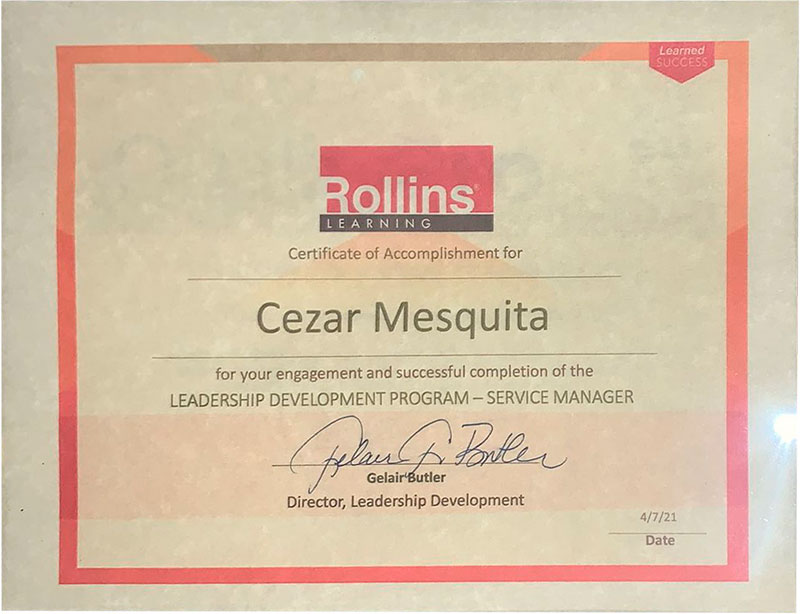 Learned
SUCCESS
Rollins®
LEARNING
Certificate of Accomplishment for
Cezar Mesquita
for your engagement and successful completion of the
LEADERSHIP DEVELOPMENT PROGRAM – SERVICE MANAGER
Gelair Butler
Director, Leadership Development
4/7/21
Date